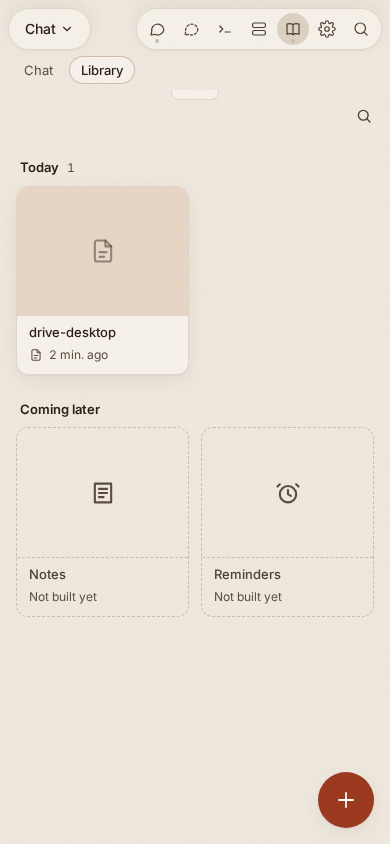 Chat
Chat
Library
Today 1
drive-desktop
2 min. ago
Coming later
Notes
Not built yet
Reminders
Not built yet